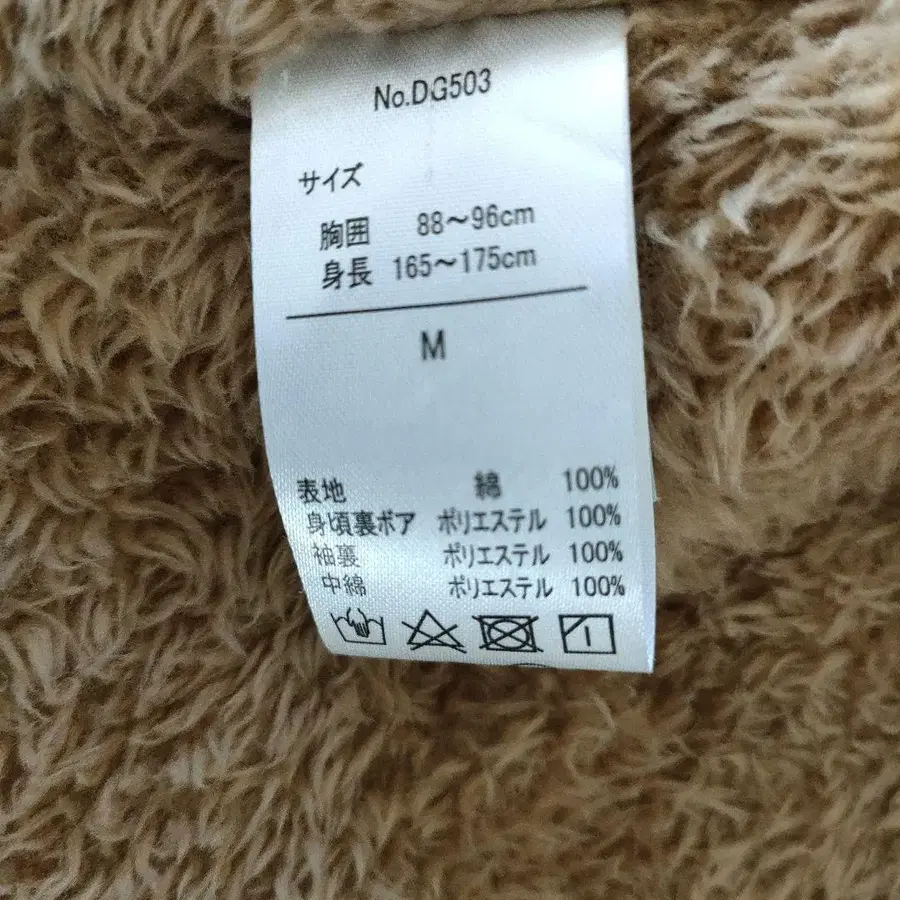 No.DG503
サイズ
胸囲 88～96cm
身長 165～175cm
M
表地 綿 100%
身頃裏ボア ポリエステル 100%
袖裏 ポリエステル 100%
中綿 ポリエステル 100%